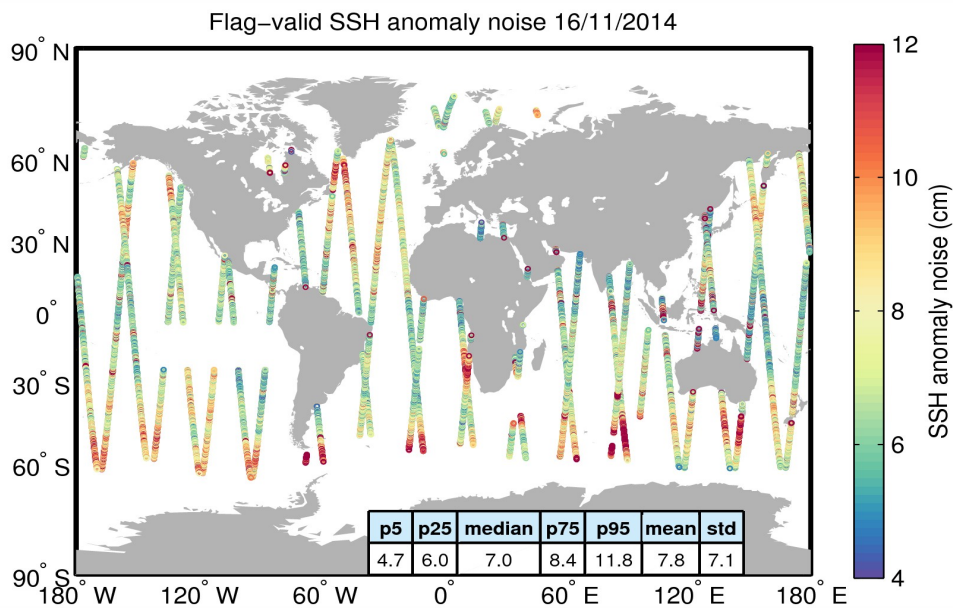 Flag−valid SSH anomaly noise 16/11/2014
90° N
60° N
30° N
0°
30° S
60° S
90° S
180° W
120° W
60° W
0°
60° E
120° E
180° E
p5 p25 median p75 p95 mean std
4.7 6.0 7.0 8.4 11.8 7.8 7.1
12
10
8
6
4
SSH anomaly noise (cm)